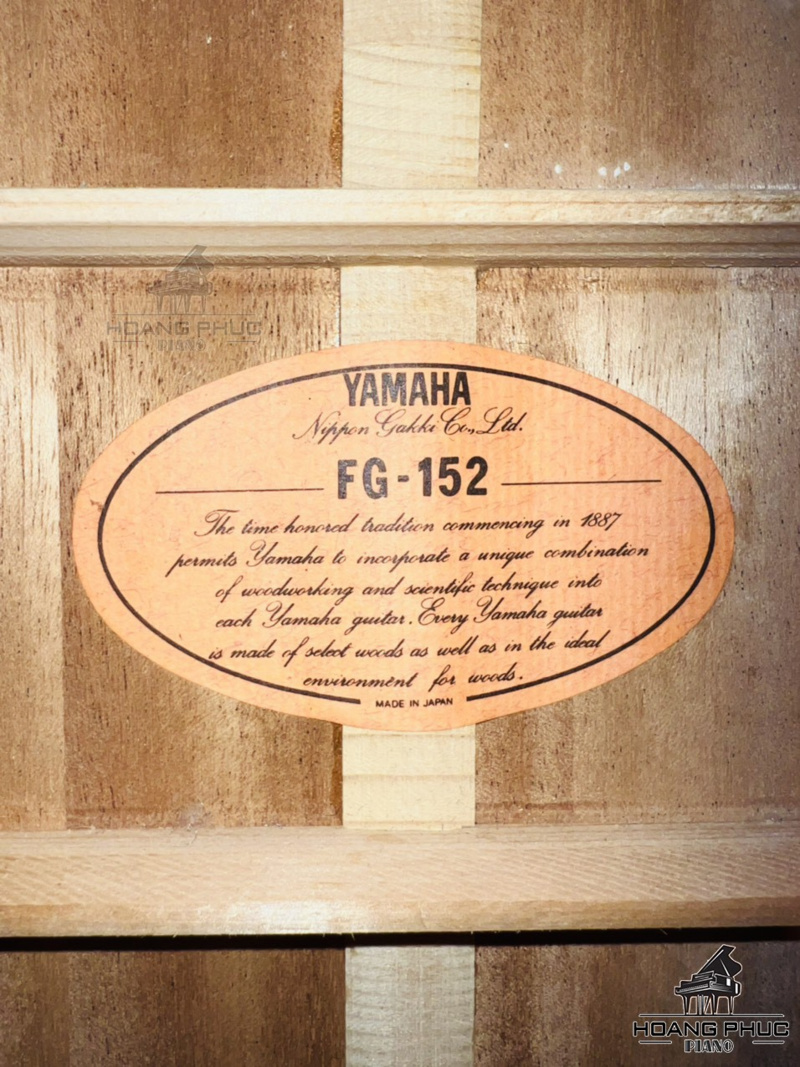 HOANG PHUC
PIANO
YAMAHA
Nippon Gakki Co., Ltd.
FG-152
The time honored tradition commencing in 1887
permits Yamaha to incorporate a unique combination
of woodworking and scientific technique into
each Yamaha guitar. Every Yamaha guitar
is made of select woods as well as in the ideal
environment for woods.
MADE IN JAPAN
HOANG PHUC
PIANO